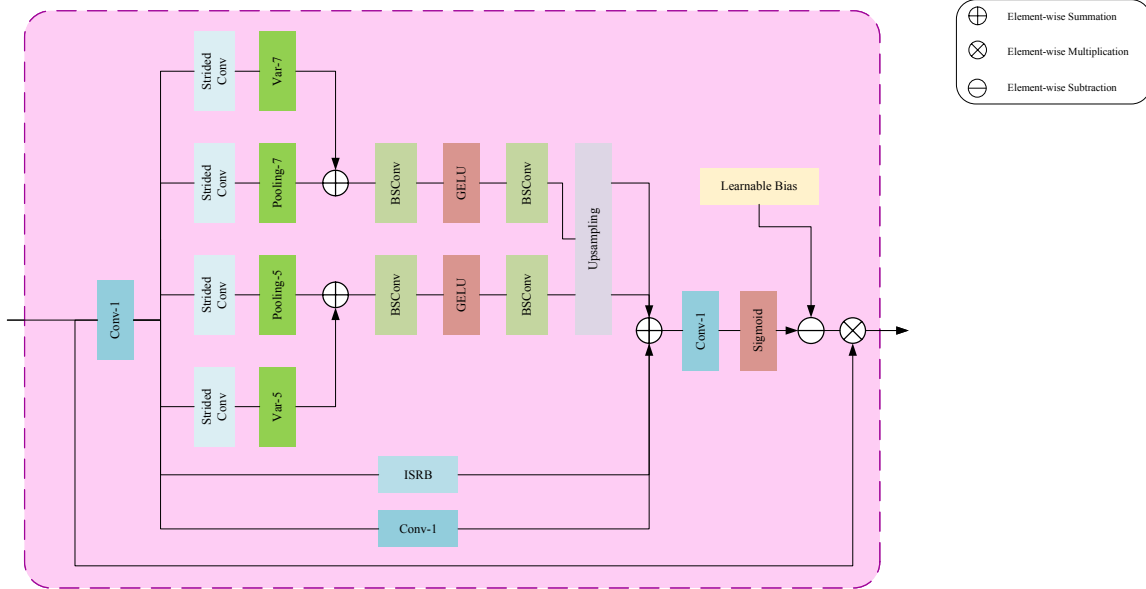 Element-wise Summation
Element-wise Multiplication
Element-wise Subtraction
Strided
Conv
Var-7
Strided
Conv
Pooling-7
BSConv
GELU
BSConv
Upsampling
Learnable Bias
Strided
Conv
Pooling-5
BSConv
GELU
BSConv
Conv-1
Conv-1
Sigmoid
Strided
Conv
Var-5
ISRB
Conv-1